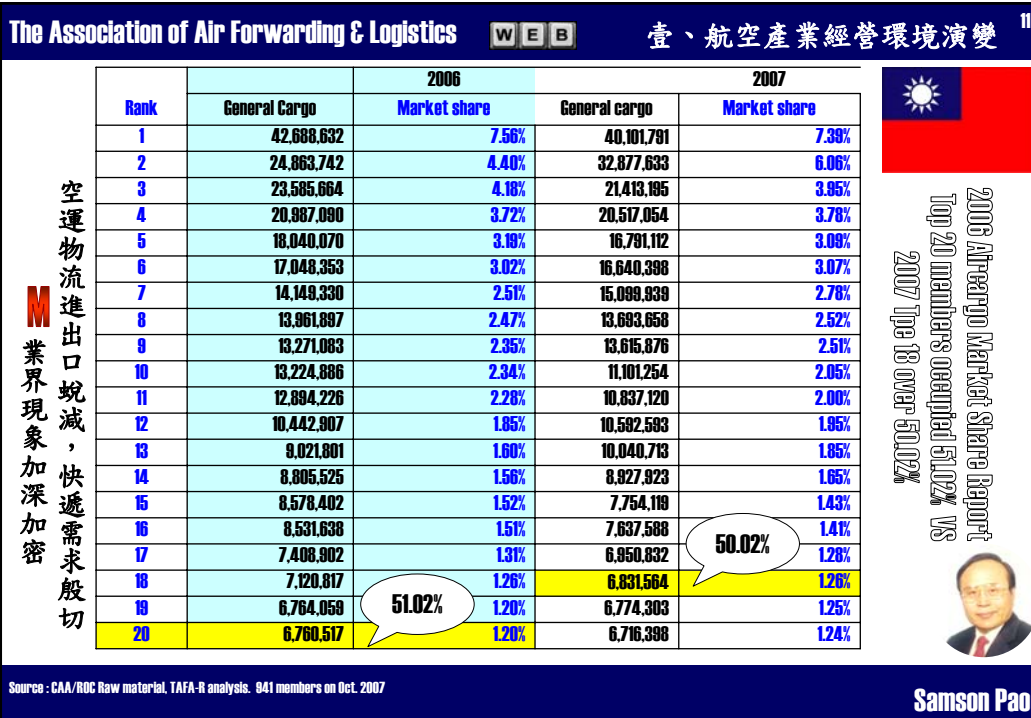 The Association of Air Forwarding & Logistics
WEB
壹、航空產業經營環境演變
11
2006 2007
Rank General Cargo Market share General cargo Market share
1 42,688,632 7.56% 40,101,791 7.39%
2 24,863,742 4.40% 32,877,633 6.06%
3 23,585,664 4.18% 21,413,195 3.95%
4 20,987,090 3.72% 20,517,054 3.78%
5 18,040,070 3.19% 16,791,112 3.09%
6 17,048,353 3.02% 16,640,398 3.07%
7 14,149,330 2.51% 15,099,939 2.78%
8 13,961,897 2.47% 13,693,658 2.52%
9 13,271,083 2.35% 13,615,876 2.51%
10 13,224,886 2.34% 11,101,254 2.05%
11 12,894,226 2.28% 10,837,120 2.00%
12 10,442,907 1.85% 10,592,593 1.95%
13 9,021,801 1.60% 10,040,713 1.85%
14 8,805,525 1.56% 8,927,923 1.65%
15 8,578,402 1.52% 7,754,119 1.43%
16 8,531,638 1.51% 7,637,588 1.41%
17 7,408,902 1.31% 6,950,832 1.28%
18 7,120,817 1.26% 6,831,564 1.26%
19 6,764,059 1.20% 6,774,303 1.25%
20 6,760,517 1.20% 6,716,398 1.24%
51.02%
50.02%
空運物流進出口蛻減，快遞需求殷切
M業界現象加深加密
2006 Aircargo Market Share Report
Top 20 members occupied 51.02% VS
2007 Tpe 18 over 50.02%
Source : CAA/ROC Raw material, TAFA-R analysis. 941 members on Oct. 2007
Samson Pao